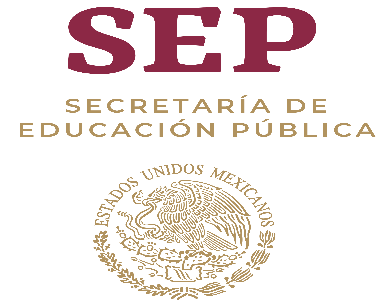 SEP
SECRETARÍA DE
EDUCACIÓN PÚBLICA
ESTADOS UNIDOS MEXICANOS